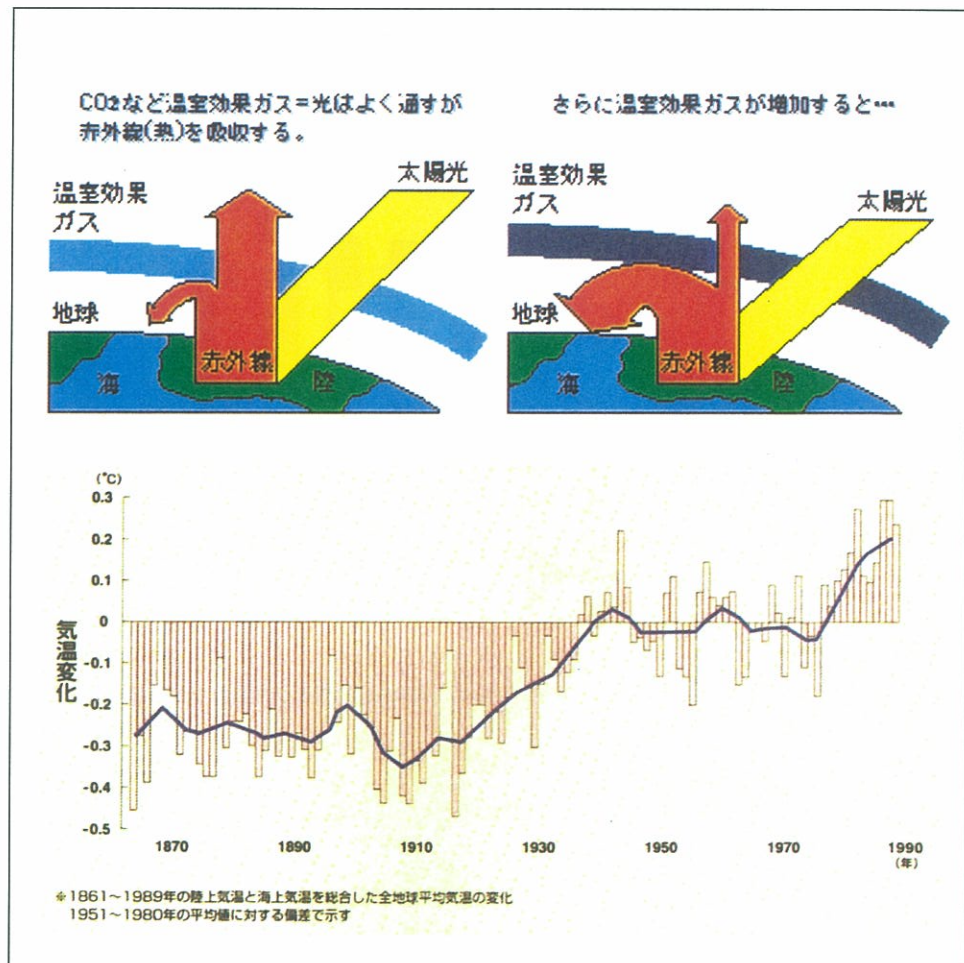 CO2など温室効果ガス=光はよく通すが
赤外線(熱)を吸収する。
温室効果
ガス
太陽光
地球
赤外線
海
陸
さらに温室効果ガスが増加すると…
温室効果
ガス
太陽光
地球
赤外線
海
陸
(℃)
0.3
0.2
0.1
0
-0.1
-0.2
-0.3
-0.4
-0.5
気温変化
1870
1890
1910
1930
1950
1970
1990
(年)
※1861〜1989年の陸上気温と海上気温を総合した全地球平均気温の変化
1951〜1980年の平均値に対する偏差で示す